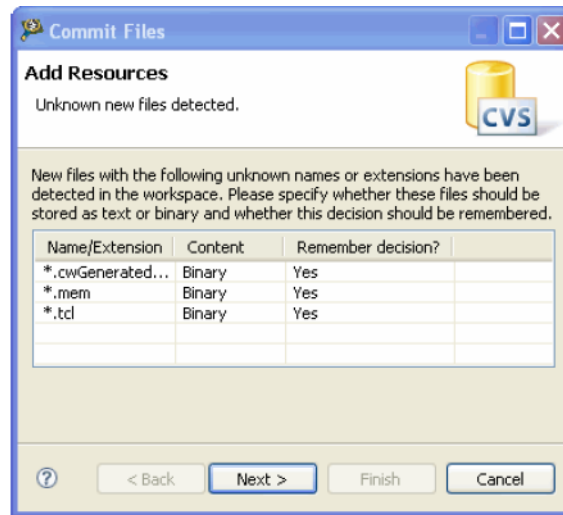 Commit Files
Add Resources
Unknown new files detected.
CVS
New files with the following unknown names or extensions have been
detected in the workspace. Please specify whether these files should be
stored as text or binary and whether this decision should be remembered.
Name/Extension Content Remember decision?
*.cwGenerated... Binary Yes
*.mem Binary Yes
*.tcl Binary Yes
? < Back Next > Finish Cancel